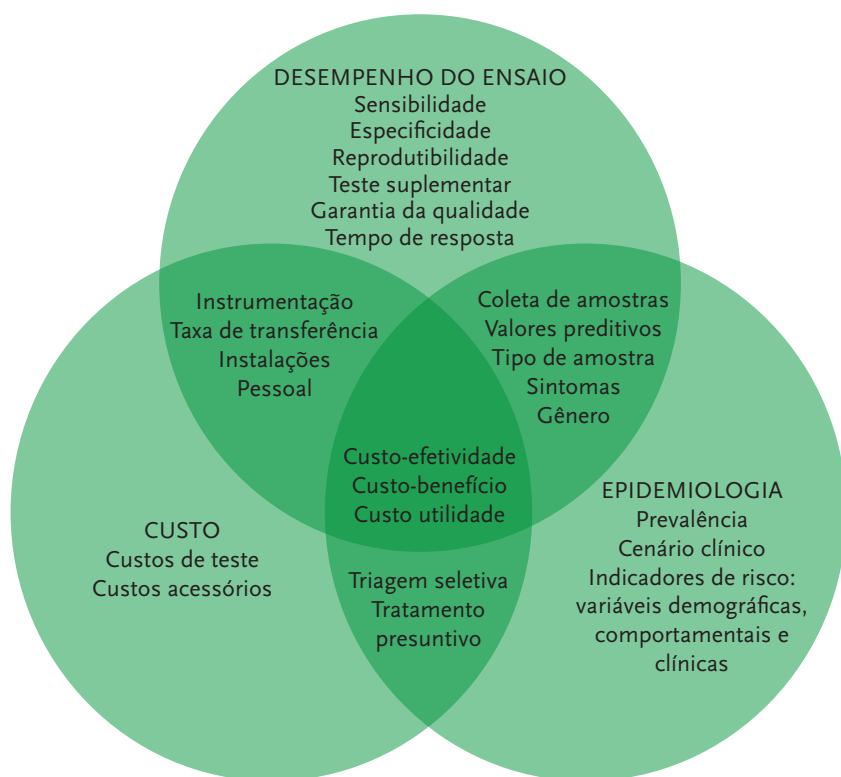 DESEMPENHO DO ENSAIO
Sensibilidade
Especificidade
Reprodutibilidade
Teste suplementar
Garantia da qualidade
Tempo de resposta
Instrumentação
Taxa de transferência
Instalações
Pessoal
Coleta de amostras
Valores preditivos
Tipo de amostra
Sintomas
Gênero
Custo-efetividade
Custo-benefício
Custo utilidade
CUSTO
Custos de teste
Custos acessórios
EPIDEMIOLOGIA
Prevalência
Cenário clínico
Indicadores de risco:
variáveis demográficas,
comportamentais e
clínicas
Triagem seletiva
Tratamento
presuntivo